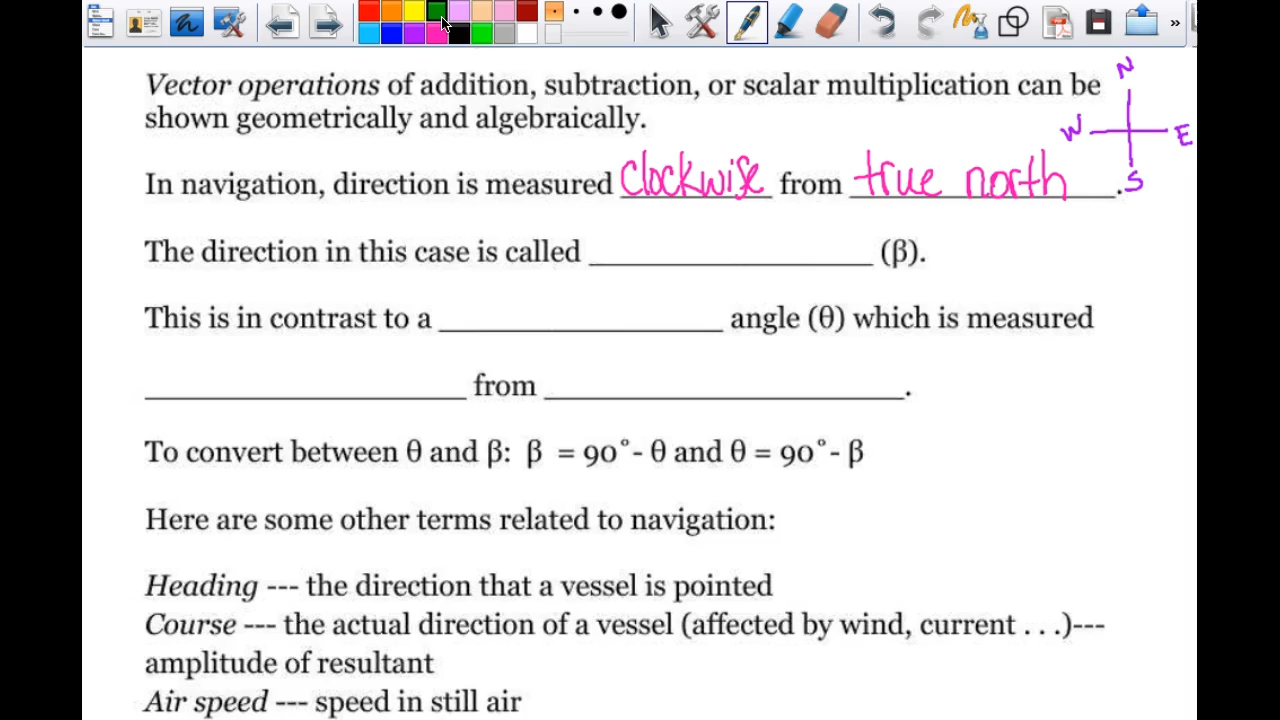 »
Vector operations of addition, subtraction, or scalar multiplication can be
shown geometrically and algebraically.
N
W E
S
In navigation, direction is measured clockwise from true north.
The direction in this case is called ____________________ (β).
This is in contrast to a ____________________ angle (θ) which is measured
_______________________ from __________________________.
To convert between θ and β: β = 90°- θ and θ = 90°- β
Here are some other terms related to navigation:
Heading --- the direction that a vessel is pointed
Course --- the actual direction of a vessel (affected by wind, current . . .)---
amplitude of resultant
Air speed --- speed in still air